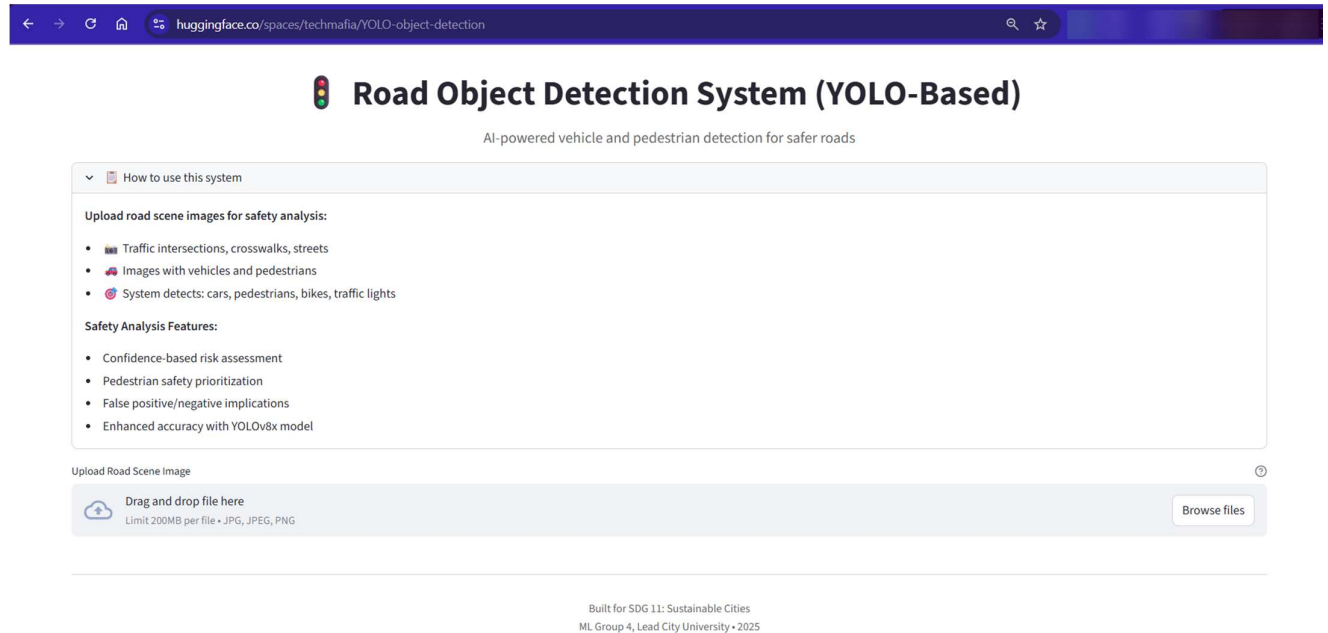 huggingface.co/spaces/techmafia/YOLO-object-detection
Road Object Detection System (YOLO-Based)
AI-powered vehicle and pedestrian detection for safer roads
How to use this system
Upload road scene images for safety analysis:
Traffic intersections, crosswalks, streets
Images with vehicles and pedestrians
System detects: cars, pedestrians, bikes, traffic lights
Safety Analysis Features:
Confidence-based risk assessment
Pedestrian safety prioritization
False positive/negative implications
Enhanced accuracy with YOLOv8x model
Upload Road Scene Image
Drag and drop file here
Limit 200MB per file • JPG, JPEG, PNG
Browse files
Built for SDG 11: Sustainable Cities
ML Group 4, Lead City University • 2025